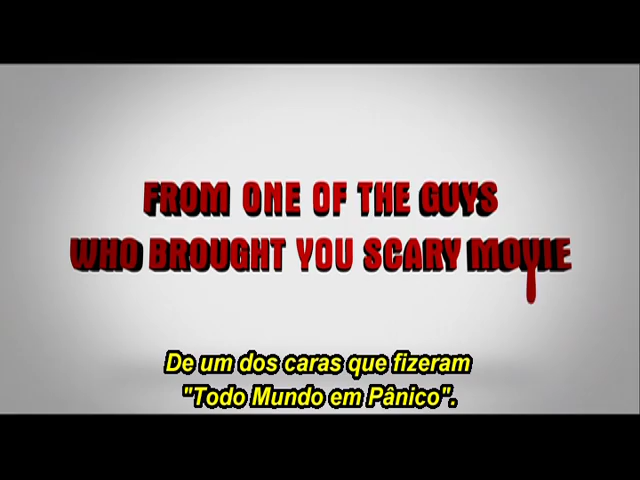 FROM ONE OF THE GUYS
WHO BROUGHT YOU SCARY MOVIE
De um dos caras que fizeram
"Todo Mundo em Pânico".